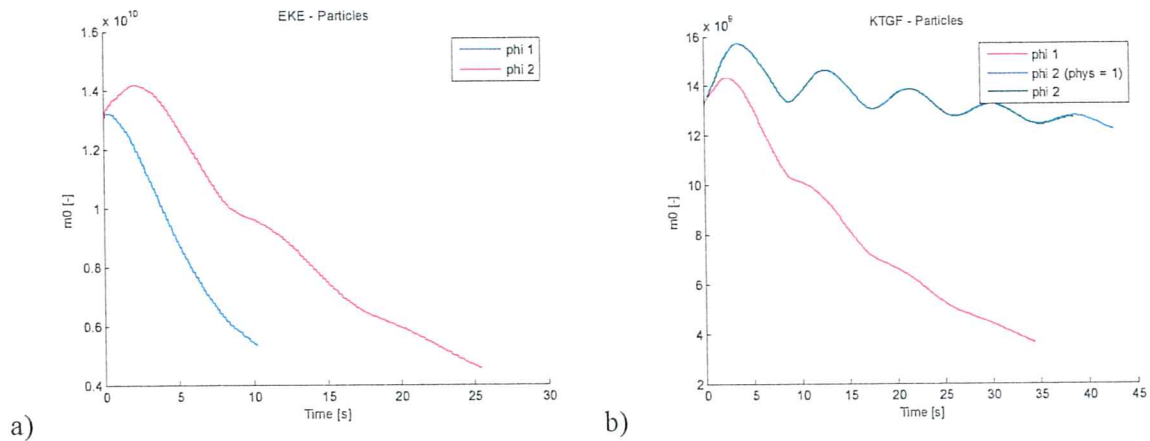 EKE - Particles
x 10^10
phi 1
phi 2
1.6
1.4
1.2
1
0.8
0.6
0.4
m0 [-]
0 5 10 15 20 25 30
Time [s]
a)
KTGF - Particles
x 10^9
phi 1
phi 2 (phys = 1)
phi 2
16
14
12
10
8
6
4
2
m0 [-]
0 5 10 15 20 25 30 35 40 45
Time [s]
b)